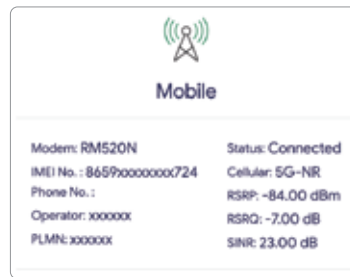 Mobile
Modem: RM520N
IMEI No. : 8659xxxxxxxx724
Phone No. :
Operator: xxxxxx
PLMN: xxxxxx
Status: Connected
Cellular: 5G-NR
RSRP: -84.00 dBm
RSRQ: -7.00 dB
SINR: 23.00 dB